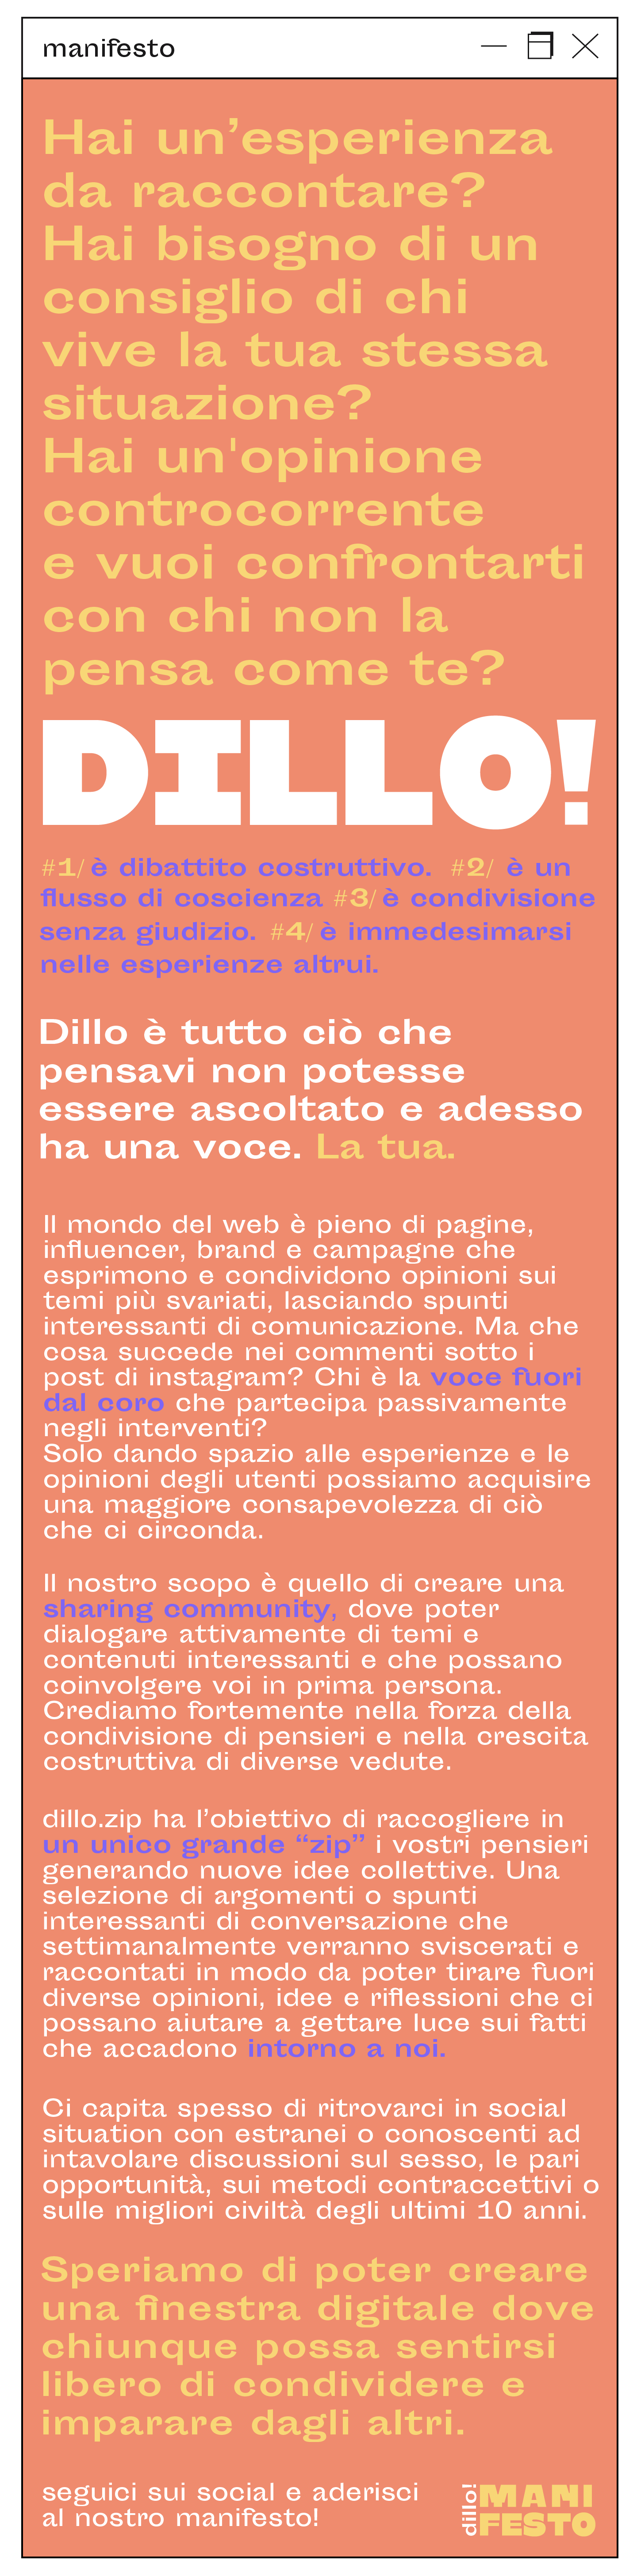 manifesto
Hai un’esperienza
da raccontare?
Hai bisogno di un
consiglio di chi
vive la tua stessa
situazione?
Hai un'opinione
controcorrente
e vuoi confrontarti
con chi non la
pensa come te?
DILLO!
#1/ è dibattito costruttivo. #2/ è un
flusso di coscienza #3/ è condivisione
senza giudizio. #4/ è immedesimarsi
nelle esperienze altrui.
Dillo è tutto ciò che
pensavi non potesse
essere ascoltato e adesso
ha una voce. La tua.
Il mondo del web è pieno di pagine,
influencer, brand e campagne che
esprimono e condividono opinioni sui
temi più svariati, lasciando spunti
interessanti di comunicazione. Ma che
cosa succede nei commenti sotto i
post di instagram? Chi è la voce fuori
dal coro che partecipa passivamente
negli interventi?
Solo dando spazio alle esperienze e le
opinioni degli utenti possiamo acquisire
una maggiore consapevolezza di ciò
che ci circonda.
Il nostro scopo è quello di creare una
sharing community, dove poter
dialogare attivamente di temi e
contenuti interessanti e che possano
coinvolgere voi in prima persona.
Crediamo fortemente nella forza della
condivisione di pensieri e nella crescita
costruttiva di diverse vedute.
dillo.zip ha l’obiettivo di raccogliere in
un unico grande “zip” i vostri pensieri
generando nuove idee collettive. Una
selezione di argomenti o spunti
interessanti di conversazione che
settimanalmente verranno sviscerati e
raccontati in modo da poter tirare fuori
diverse opinioni, idee e riflessioni che ci
possano aiutare a gettare luce sui fatti
che accadono intorno a noi.
Ci capita spesso di ritrovarci in social
situation con estranei o conoscenti ad
intavolare discussioni sul sesso, le pari
opportunità, sui metodi contraccettivi o
sulle migliori civiltà degli ultimi 10 anni.
Speriamo di poter creare
una finestra digitale dove
chiunque possa sentirsi
libero di condividere e
imparare dagli altri.
seguici sui social e aderisci
al nostro manifesto!
dillo!
MANI
FESTO